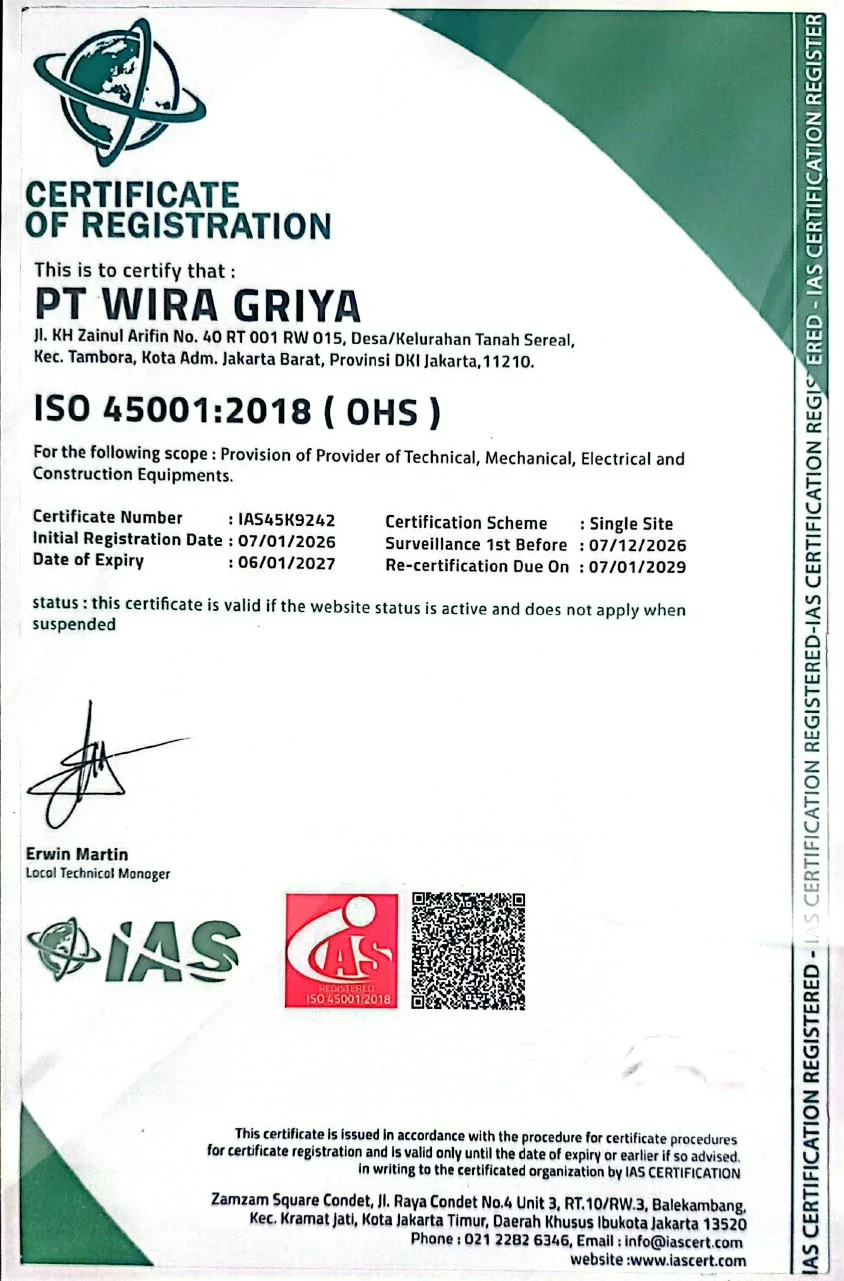 CERTIFICATE
OF REGISTRATION
This is to certify that :
PT WIRA GRIYA
Jl. KH Zainul Arifin No. 40 RT 001 RW 015, Desa/Kelurahan Tanah Sereal,
Kec. Tambora, Kota Adm. Jakarta Barat, Provinsi DKI Jakarta,11210.
ISO 45001:2018 ( OHS )
For the following scope : Provision of Provider of Technical, Mechanical, Electrical and
Construction Equipments.
Certificate Number : IAS45K9242 Certification Scheme : Single Site
Initial Registration Date : 07/01/2026 Surveillance 1st Before : 07/12/2026
Date of Expiry : 06/01/2027 Re-certification Due On : 07/01/2029
status : this certificate is valid if the website status is active and does not apply when
suspended
Erwin Martin
Local Technical Manager
IAS
IAS
REGISTERED
ISO 45001:2018
This certificate is issued in accordance with the procedure for certificate procedures
for certificate registration and is valid only until the date of expiry or earlier if so advised.
in writing to the certificated organization by IAS CERTIFICATION
Zamzam Square Condet, Jl. Raya Condet No.4 Unit 3, RT.10/RW.3, Balekambang,
Kec. Kramat Jati, Kota Jakarta Timur, Daerah Khusus Ibukota Jakarta 13520
Phone : 021 2282 6346, Email : info@iascert.com
website :www.iascert.com
IAS CERTIFICATION REGISTERED - IAS CERTIFICATION REGISTERED-IAS CERTIFICATION REGISTERED - IAS CERTIFICATION REGISTER